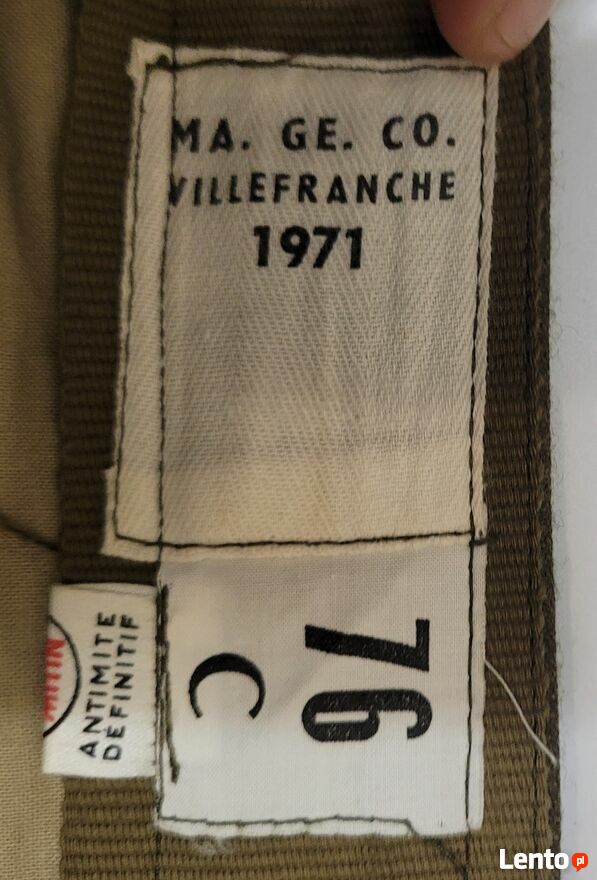 MA. GE. CO.
VILLEFRANCHE
1971
76
C
ANTIMITE
DÉFINITIF
Lento pl